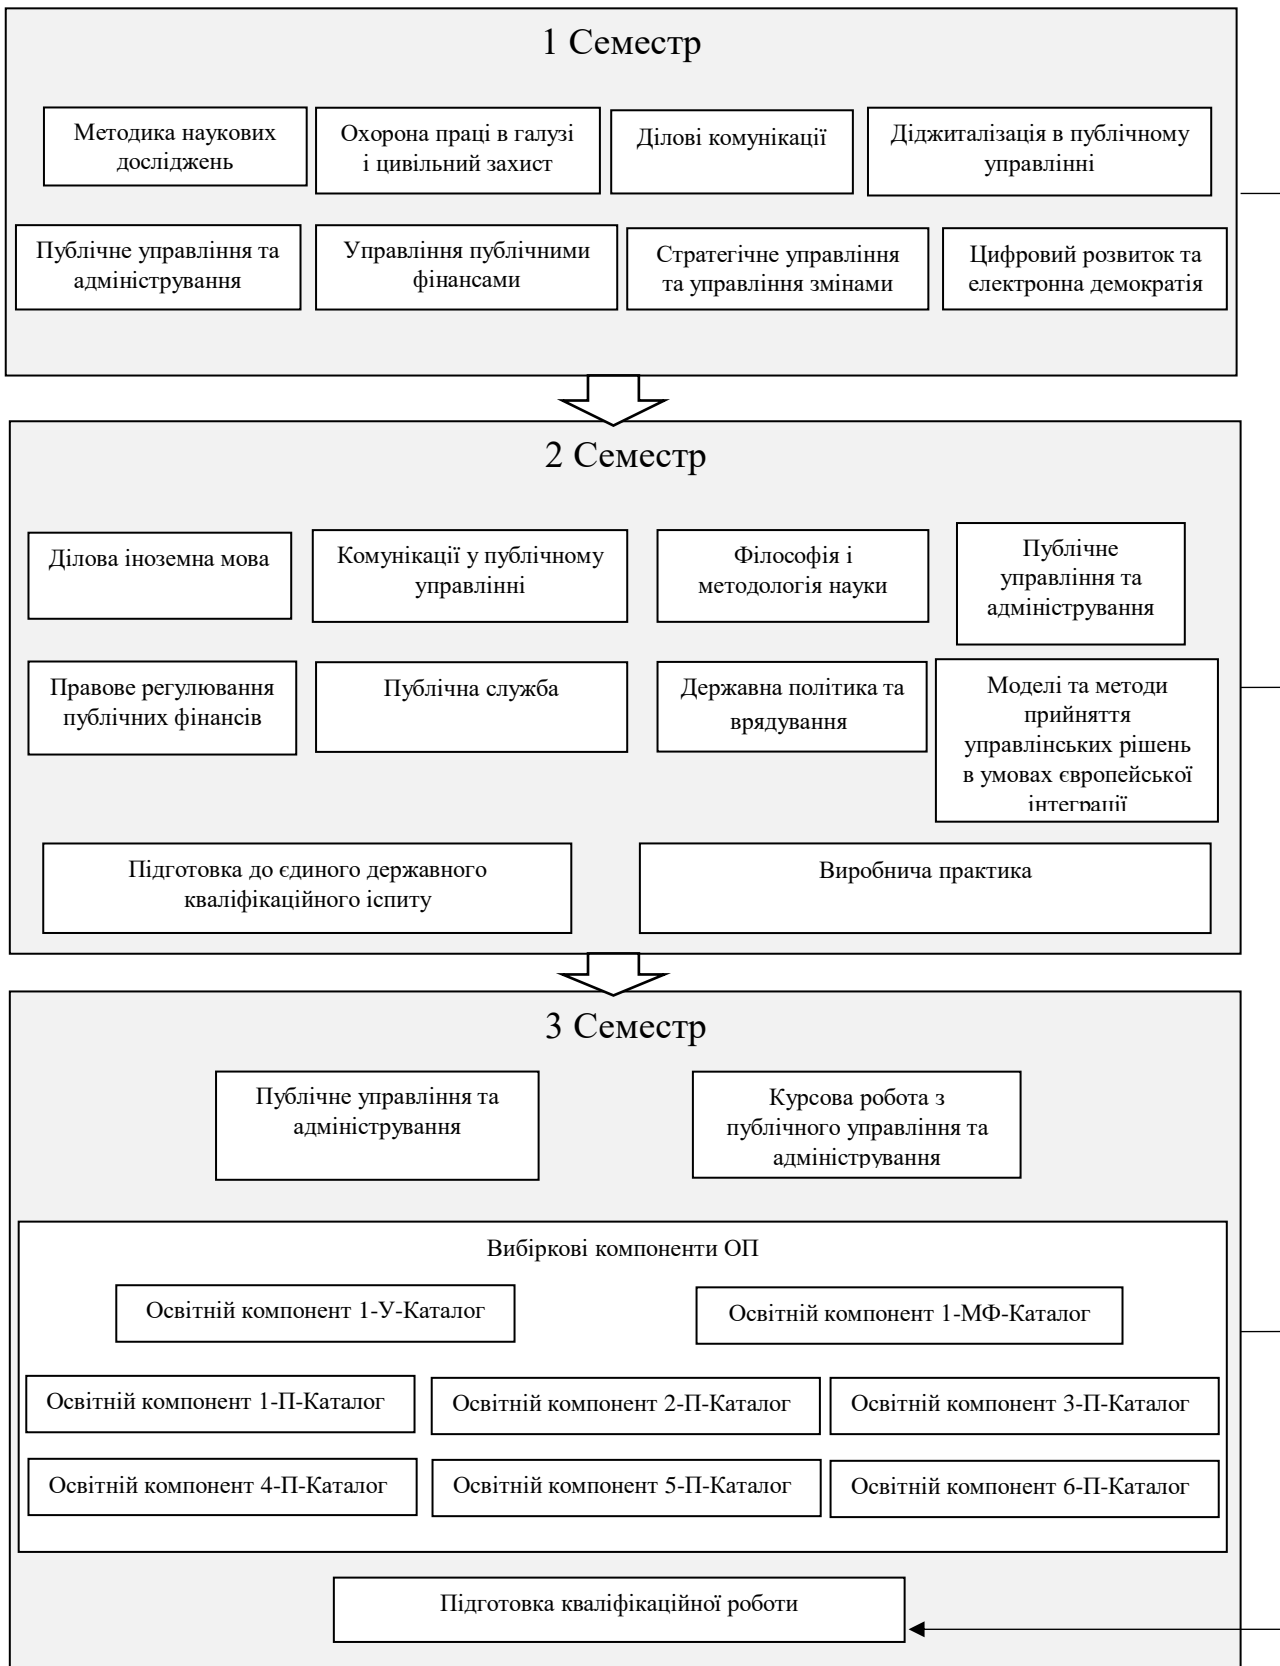 1 Семестр
Методика наукових
досліджень
Охорона праці в галузі
і цивільний захист
Ділові комунікації
Діджиталізація в публічному
управлінні
Публічне управління та
адміністрування
Управління публічними
фінансами
Стратегічне управління
та управління змінами
Цифровий розвиток та
електронна демократія
2 Семестр
Ділова іноземна мова
Комунікації у публічному
управлінні
Філософія і
методологія науки
Публічне
управління та
адміністрування
Правове регулювання
публічних фінансів
Публічна служба
Державна політика та
врядування
Моделі та методи
прийняття
управлінських рішень
в умовах європейської
інтеграції
Підготовка до єдиного державного
кваліфікаційного іспиту
Виробнича практика
3 Семестр
Публічне управління та
адміністрування
Курсова робота з
публічного управління та
адміністрування
Вибіркові компоненти ОП
Освітній компонент 1-У-Каталог
Освітній компонент 1-МФ-Каталог
Освітній компонент 1-П-Каталог
Освітній компонент 2-П-Каталог
Освітній компонент 3-П-Каталог
Освітній компонент 4-П-Каталог
Освітній компонент 5-П-Каталог
Освітній компонент 6-П-Каталог
Підготовка кваліфікаційної роботи